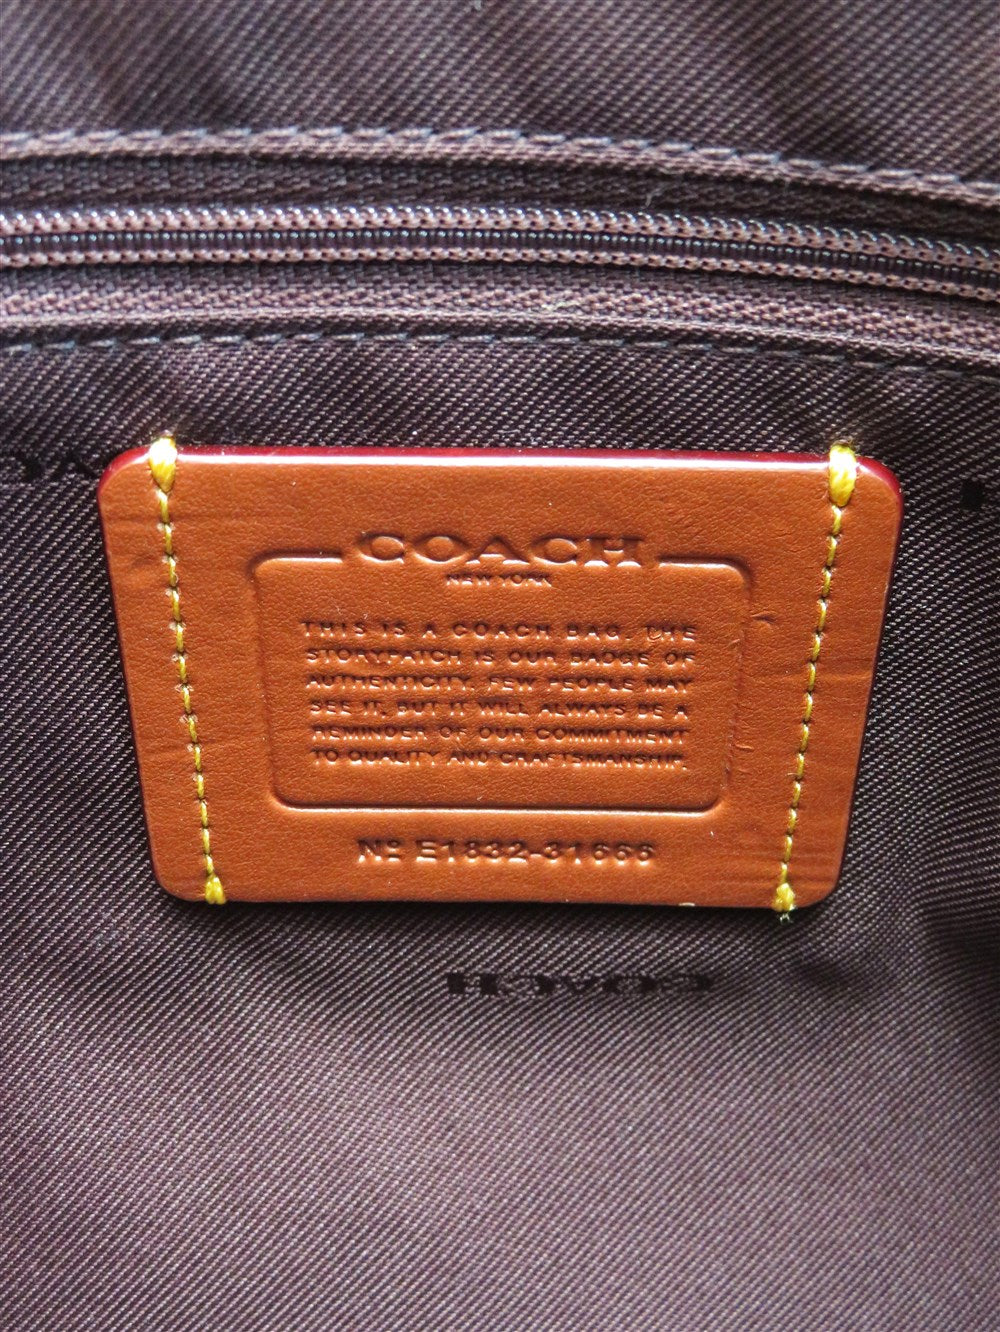 COACH
NEW YORK
THIS IS A COACH BAG. THE
STORYPATCH IS OUR BADGE OF
AUTHENTICITY. FEW PEOPLE MAY
SEE IT, BUT IT WILL ALWAYS BE A
REMINDER OF OUR COMMITMENT
TO QUALITY AND CRAFTSMANSHIP.
Nº E1832-31666
COACH